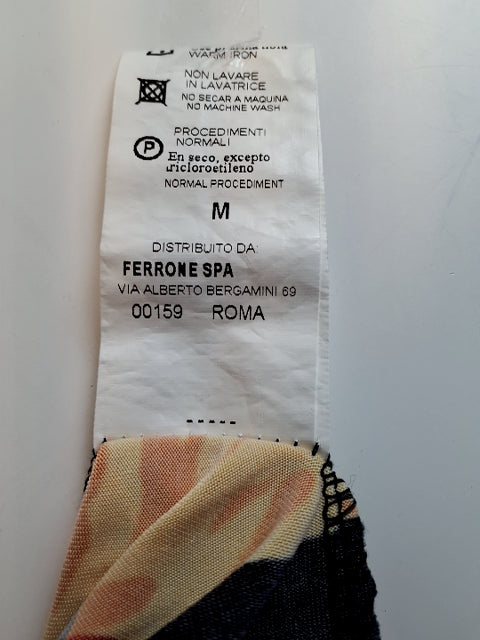 WARM IRON
NON LAVARE
IN LAVATRICE
NO SECAR A MAQUINA
NO MACHINE WASH
P
PROCEDIMENTI
NORMALI
En seco, excepto
tricloroetileno
NORMAL PROCEDIMENT
M
DISTRIBUITO DA:
FERRONE SPA
VIA ALBERTO BERGAMINI 69
00159 ROMA